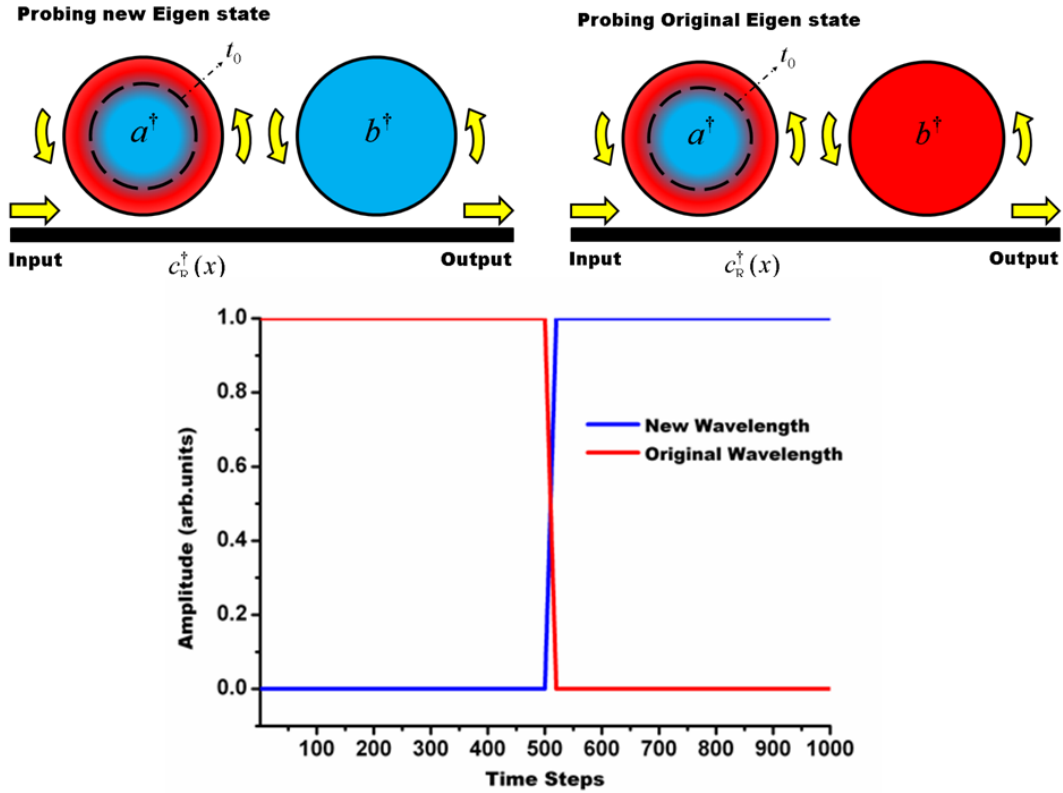 Probing new Eigen state
Probing Original Eigen state
t₀
t₀
a†
b†
a†
b†
Input
Output
Input
Output
c†R(x)
c†R(x)
1.0
0.8
0.6
0.4
0.2
0.0
Amplitude (arb.units)
New Wavelength
Original Wavelength
100 200 300 400 500 600 700 800 900 1000
Time Steps